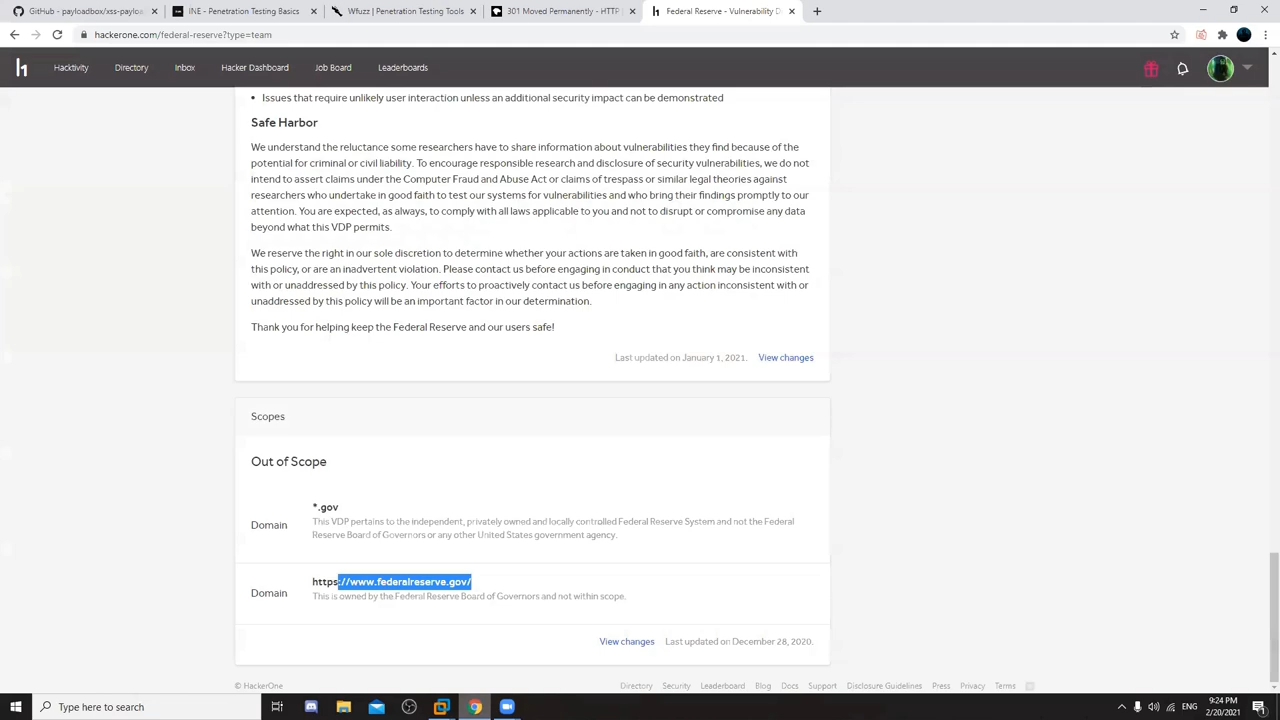 GitHub - payloadbox/xss-payloa
INE - Penetration Testing Basics
Wfuzz | Penetration Testing Tools
301 Moved Permanently - HTTP |
Federal Reserve - Vulnerability D
hackerone.com/federal-reserve?type=team
Hacktivity
Directory
Inbox
Hacker Dashboard
Job Board
Leaderboards
• Issues that require unlikely user interaction unless an additional security impact can be demonstrated
Safe Harbor
We understand the reluctance some researchers have to share information about vulnerabilities they find because of the
potential for criminal or civil liability. To encourage responsible research and disclosure of security vulnerabilities, we do not
intend to assert claims under the Computer Fraud and Abuse Act or claims of trespass or similar legal theories against
researchers who undertake in good faith to test our systems for vulnerabilities and who bring their findings promptly to our
attention. You are expected, as always, to comply with all laws applicable to you and not to disrupt or compromise any data
beyond what this VDP permits.
We reserve the right in our sole discretion to determine whether your actions are taken in good faith, are consistent with
this policy, or are an inadvertent violation. Please contact us before engaging in conduct that you think may be inconsistent
with or unaddressed by this policy. Your efforts to proactively contact us before engaging in any action inconsistent with or
unaddressed by this policy will be an important factor in our determination.
Thank you for helping keep the Federal Reserve and our users safe!
Last updated on January 1, 2021. View changes
Scopes
Out of Scope
Domain
*.gov
This VDP pertains to the independent, privately owned and locally controlled Federal Reserve System and not the Federal
Reserve Board of Governors or any other United States government agency.
Domain
https://www.federalreserve.gov/
This is owned by the Federal Reserve Board of Governors and not within scope.
View changes Last updated on December 28, 2020.
© HackerOne
Directory
Security
Leaderboard
Blog
Docs
Support
Disclosure Guidelines
Press
Privacy
Terms
Type here to search
ENG
9:24 PM
2/20/2021